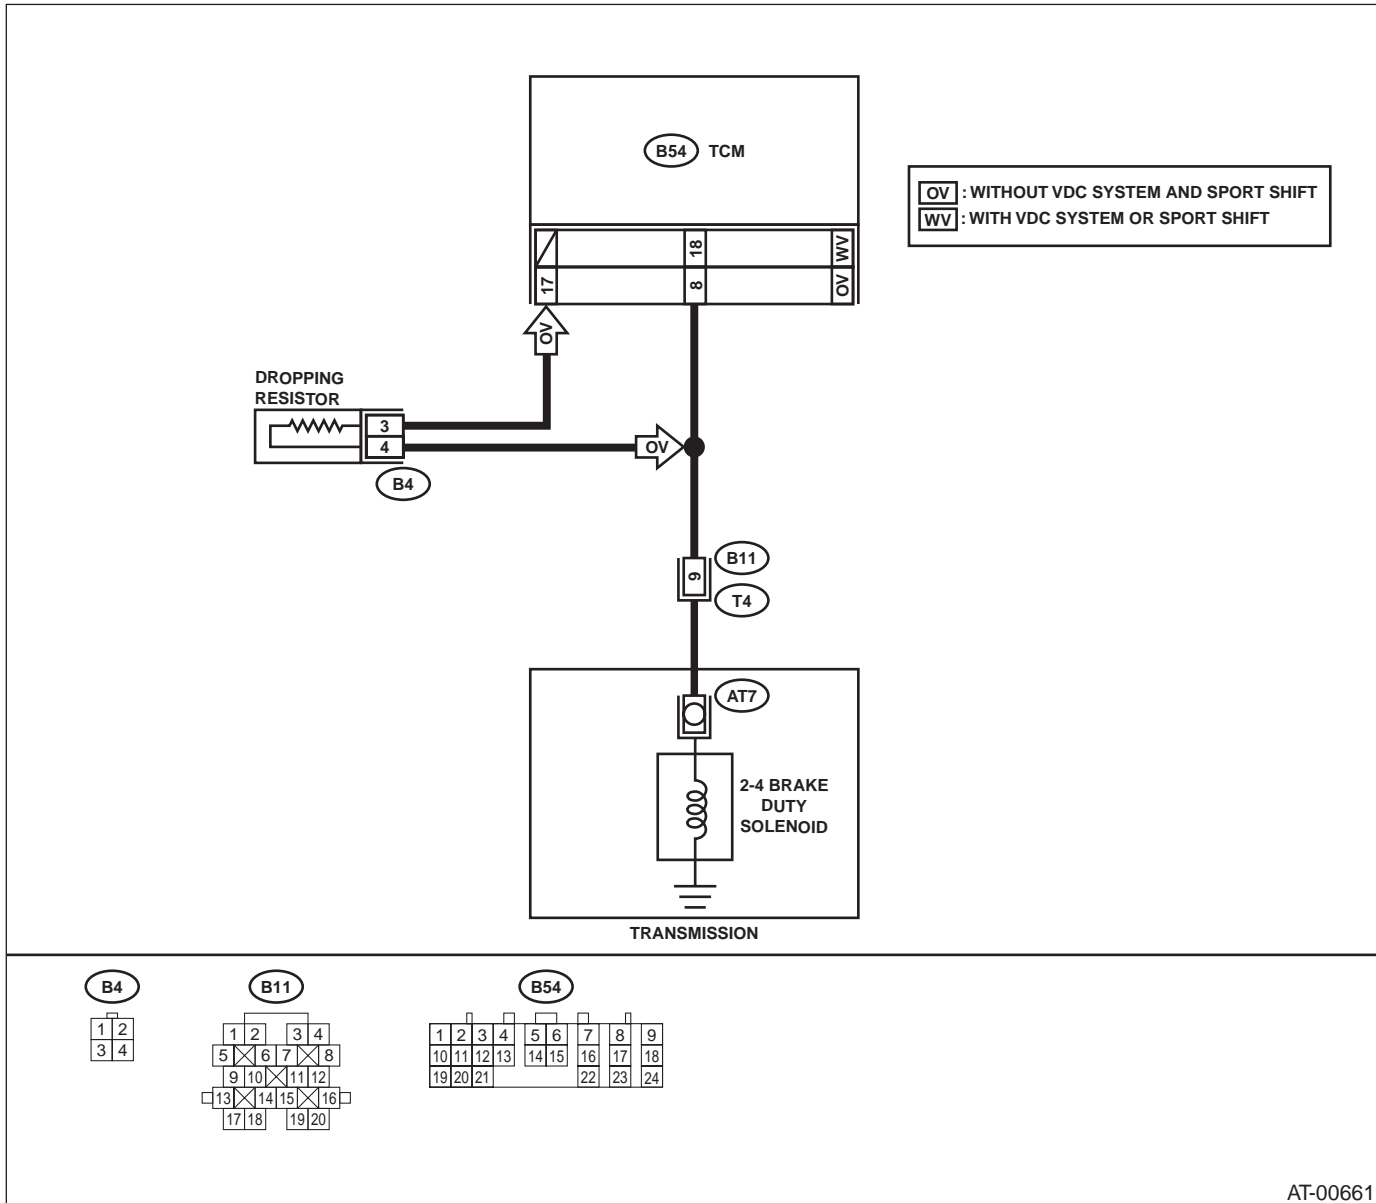 B54 TCM
OV : WITHOUT VDC SYSTEM AND SPORT SHIFT
WV : WITH VDC SYSTEM OR SPORT SHIFT
18 WV
17 8 OV
OV
DROPPING
RESISTOR
3
4
OV
B4
B11
9
T4
AT7
2-4 BRAKE
DUTY
SOLENOID
TRANSMISSION
B4
1 2
3 4
B11
1 2 3 4
5 6 7 8
9 10 11 12
13 14 15 16
17 18 19 20
B54
1 2 3 4 5 6 7 8 9
10 11 12 13 14 15 16 17 18
19 20 21 22 23 24
AT-00661